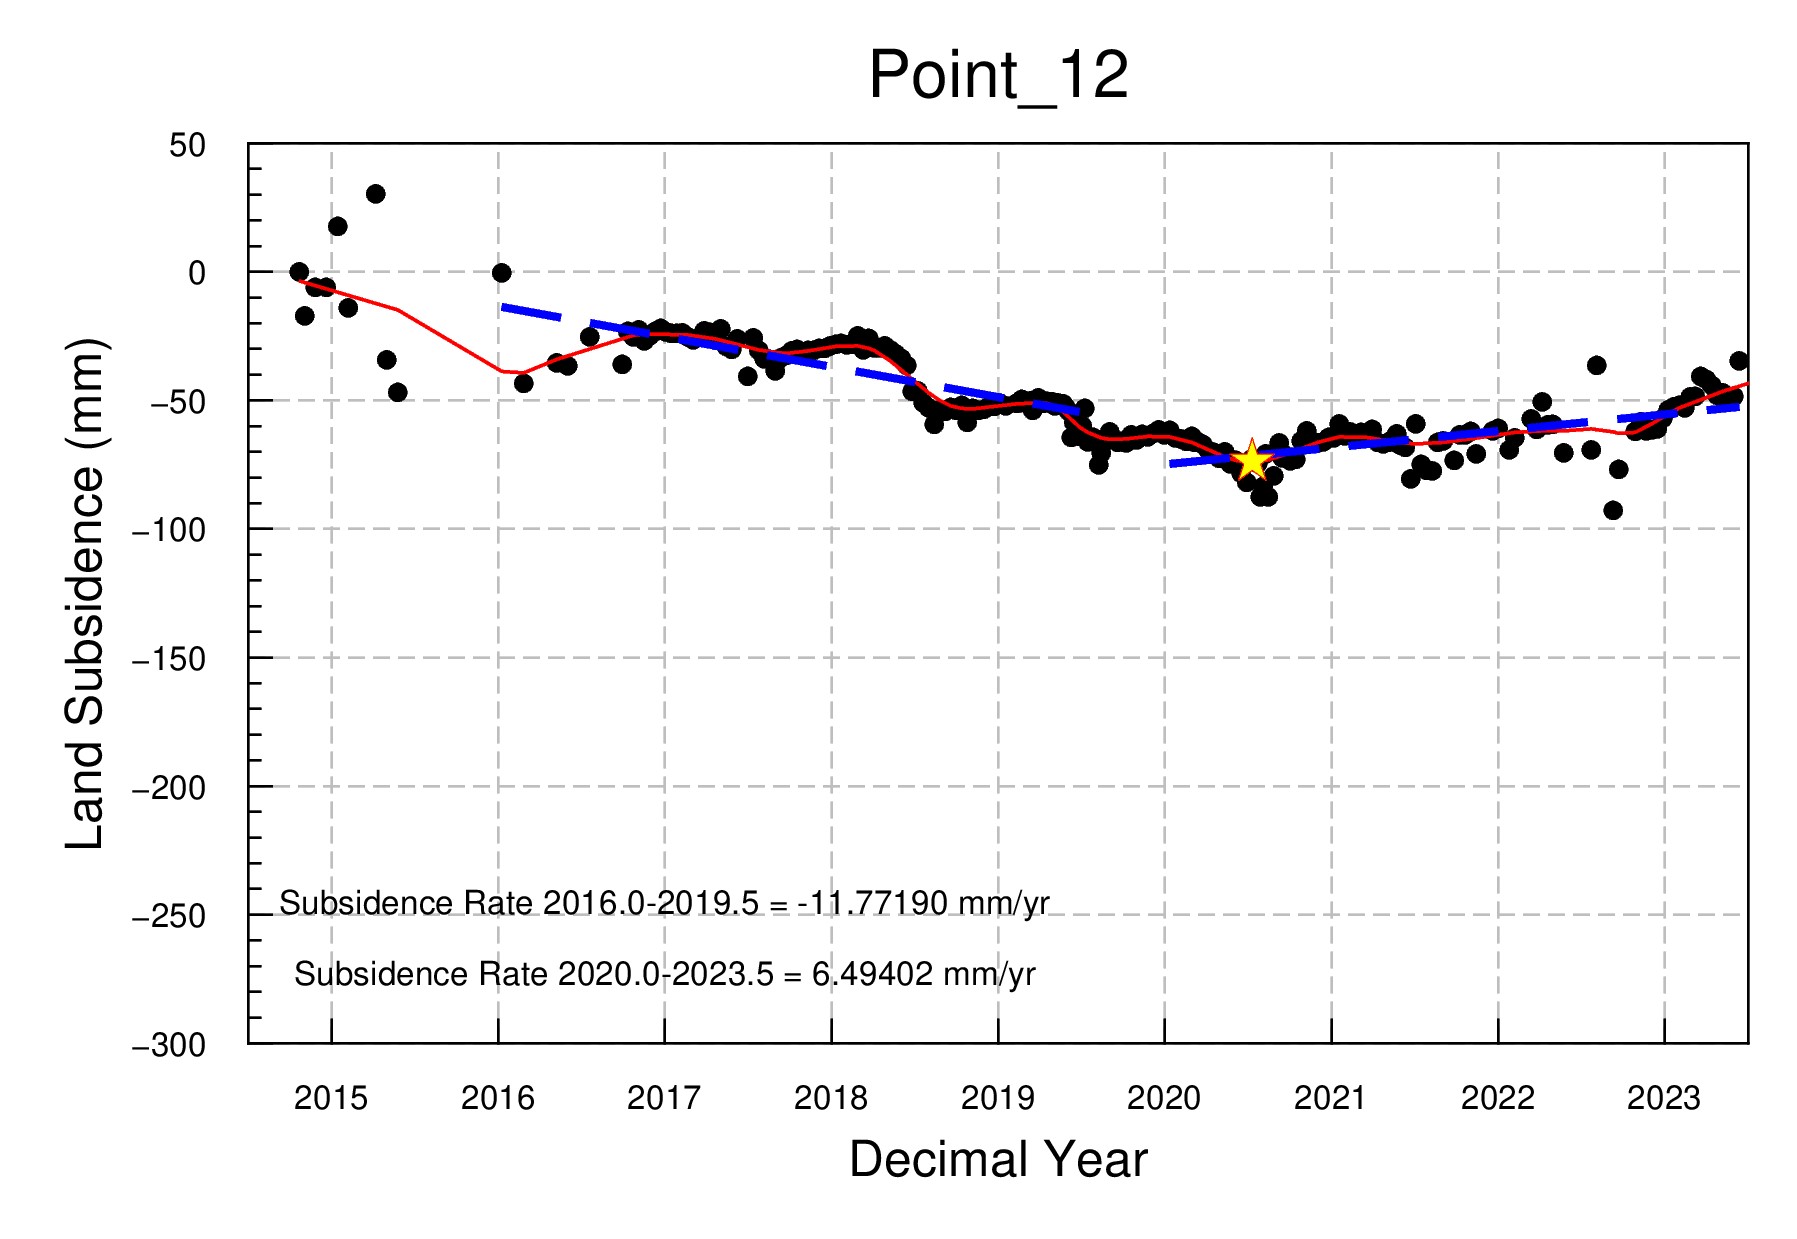 Point_12
50
0
−50
−100
−150
−200
−250
−300
Land Subsidence (mm)
Subsidence Rate 2016.0-2019.5 = -11.77190 mm/yr
Subsidence Rate 2020.0-2023.5 = 6.49402 mm/yr
2015 2016 2017 2018 2019 2020 2021 2022 2023
Decimal Year